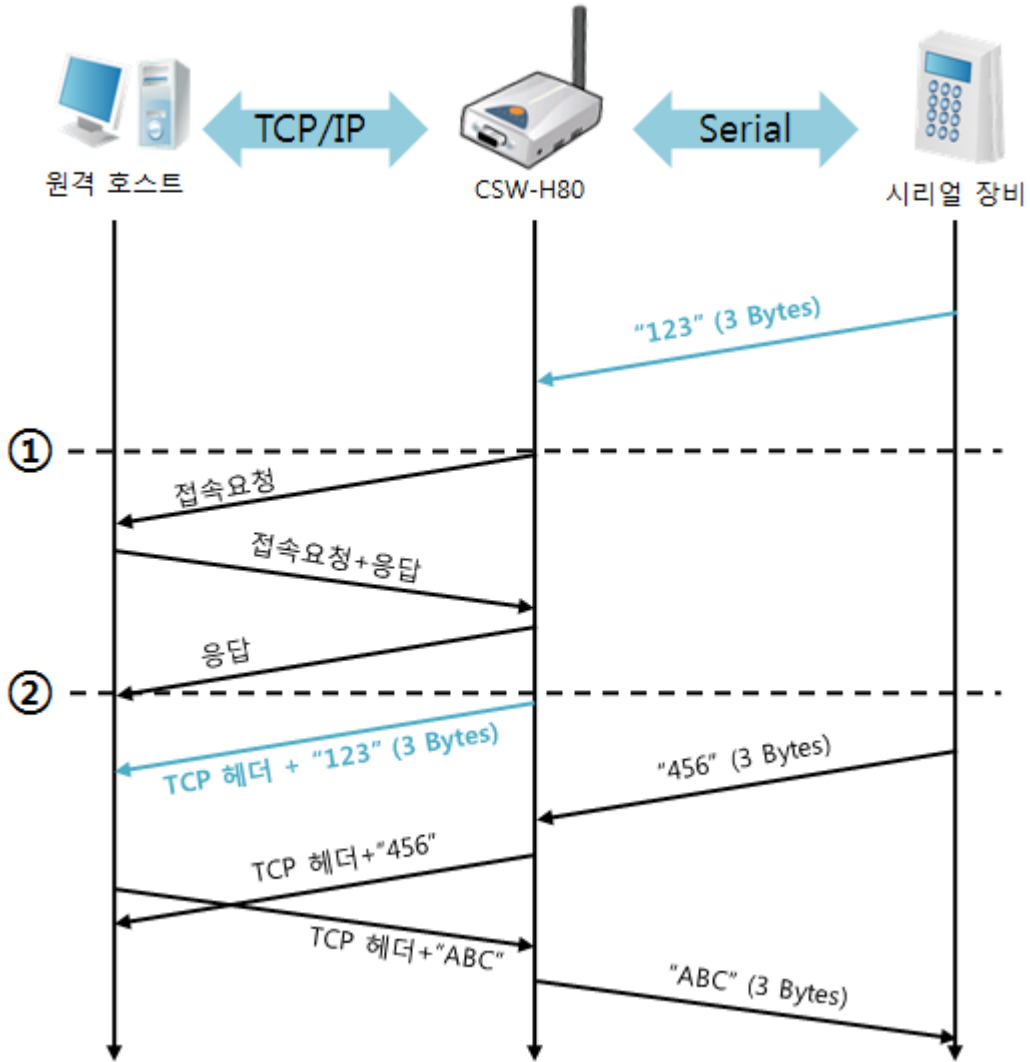 TCP/IP
Serial
원격 호스트
CSW-H80
시리얼 장비
"123" (3 Bytes)
①
접속요청
접속요청+응답
응답
②
TCP 헤더 + "123" (3 Bytes)
"456" (3 Bytes)
TCP 헤더+"456"
TCP 헤더+"ABC"
"ABC" (3 Bytes)